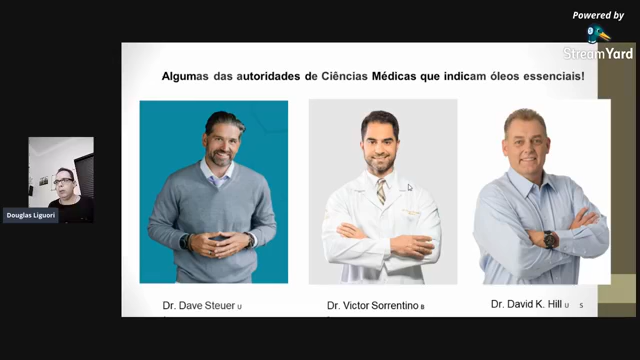 Powered by
StreamYard
Algumas das autoridades de Ciências Médicas que indicam óleos essenciais!
Douglas Liguori
Dr. Dave Steuer U
Dr. Victor Sorrentino B
Dr. David K. Hill U S